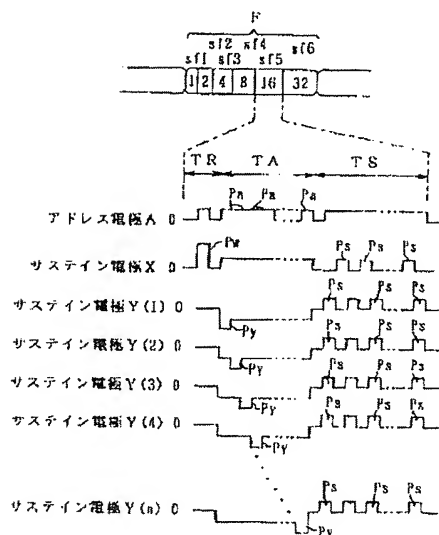 F
sf2 sf4 sf6
sf1 sf3 sf5
1 2 4 8 16 32
TR TA TS
Pa Pa Pa
アドレス電極A 0
Pw Ps Ps Ps
サステイン電極X 0
Ps Ps Ps
サステイン電極Y(1) 0
Py Ps Ps Ps
サステイン電極Y(2) 0
Py Ps Ps Ps
サステイン電極Y(3) 0
Py Ps Ps Ps
サステイン電極Y(4) 0
Py
Ps Ps Ps
サステイン電極Y(n) 0
Py